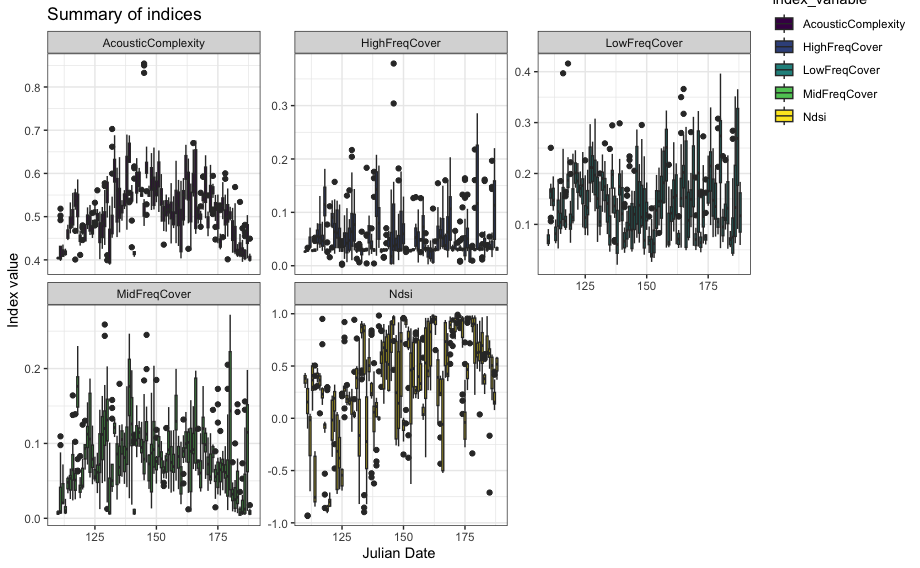 Summary of indices
Index_variable
AcousticComplexity
HighFreqCover
LowFreqCover
MidFreqCover
Ndsi
AcousticComplexity
HighFreqCover
LowFreqCover
0.8
0.7
0.6
0.5
0.4
0.3
0.2
0.1
0.0
0.4
0.3
0.2
0.1
125
150
175
MidFreqCover
Ndsi
0.2
0.1
0.0
1.0
0.5
0.0
-0.5
-1.0
125
150
175
125
150
175
Index value
Julian Date